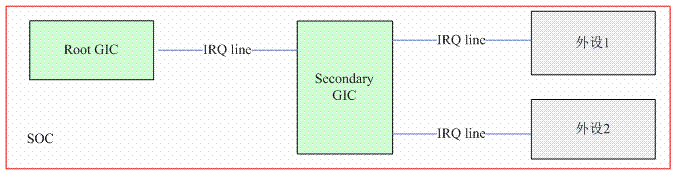 Root GIC
IRQ line
Secondary
GIC
IRQ line
外设1
IRQ line
外设2
SOC